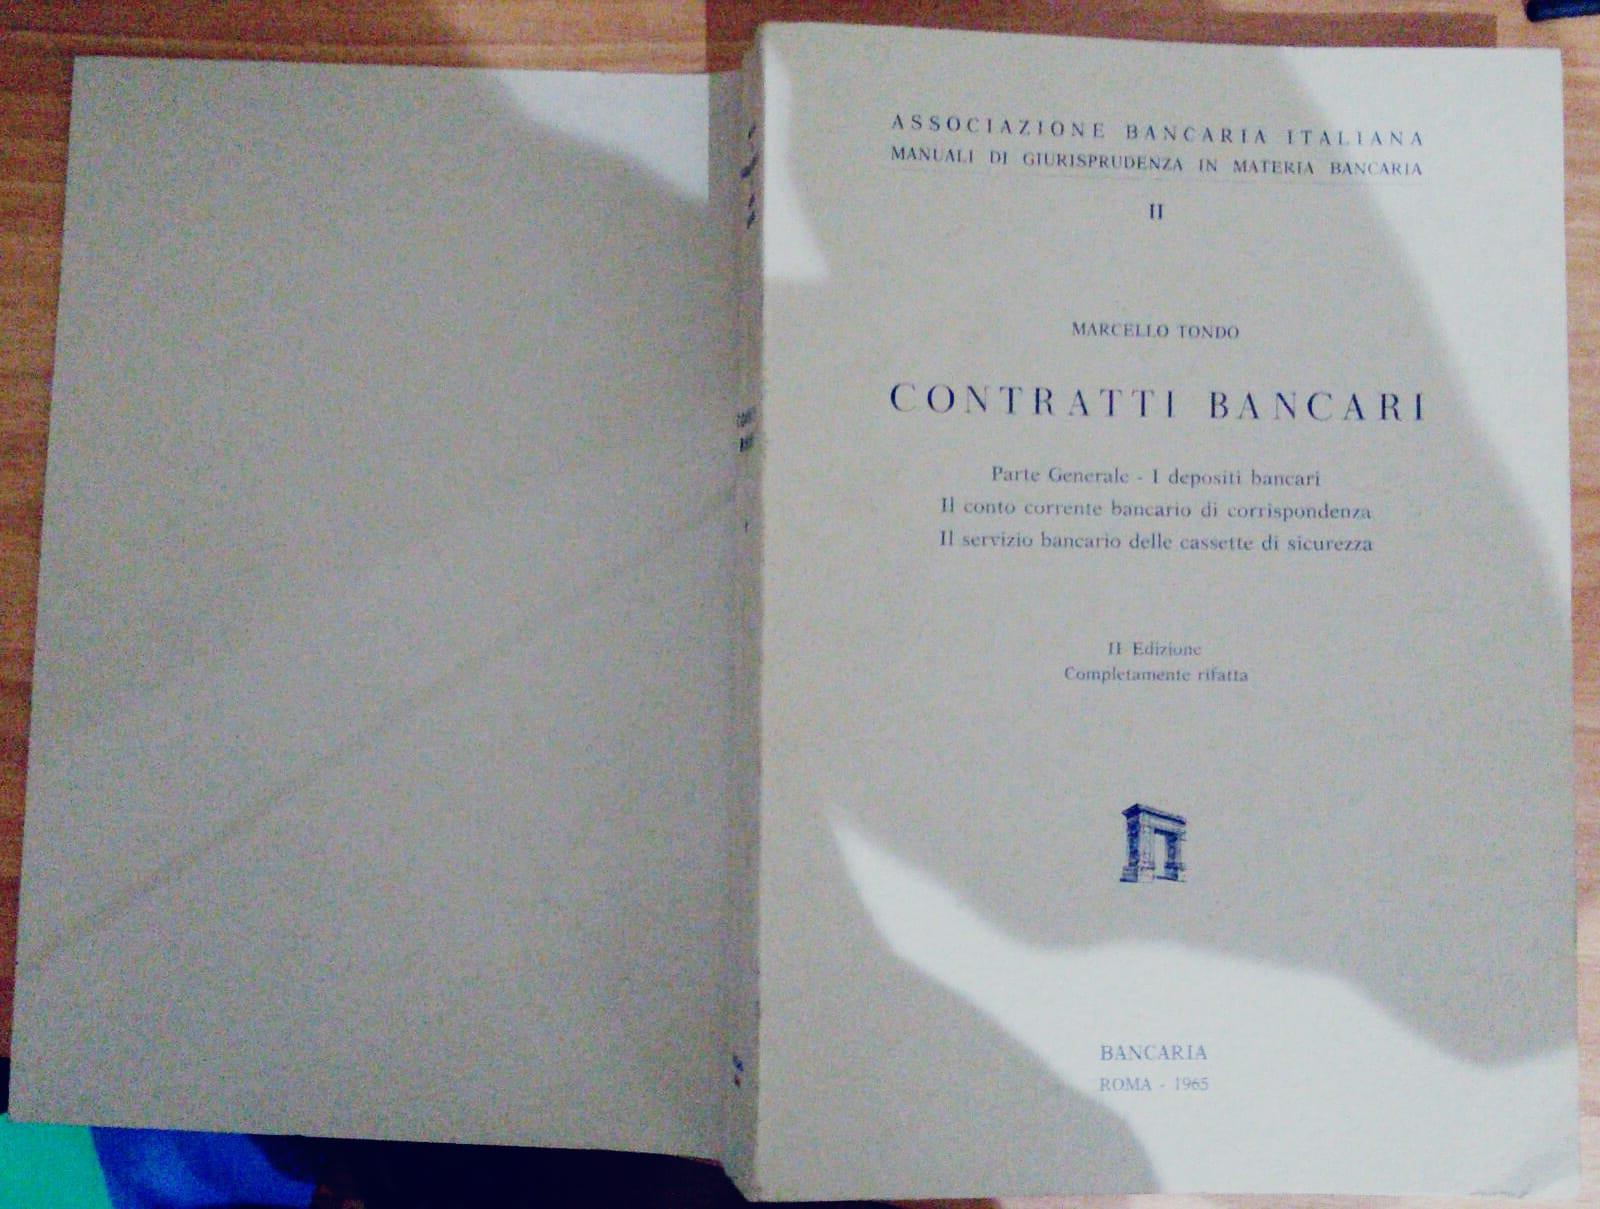 ASSOCIAZIONE BANCARIA ITALIANA
MANUALI DI GIURISPRUDENZA IN MATERIA BANCARIA
II
MARCELLO TONDO
CONTRATTI BANCARI
Parte Generale - I depositi bancari
Il conto corrente bancario di corrispondenza
Il servizio bancario delle cassette di sicurezza
II Edizione
Completamente rifatta
BANCARIA
ROMA - 1965